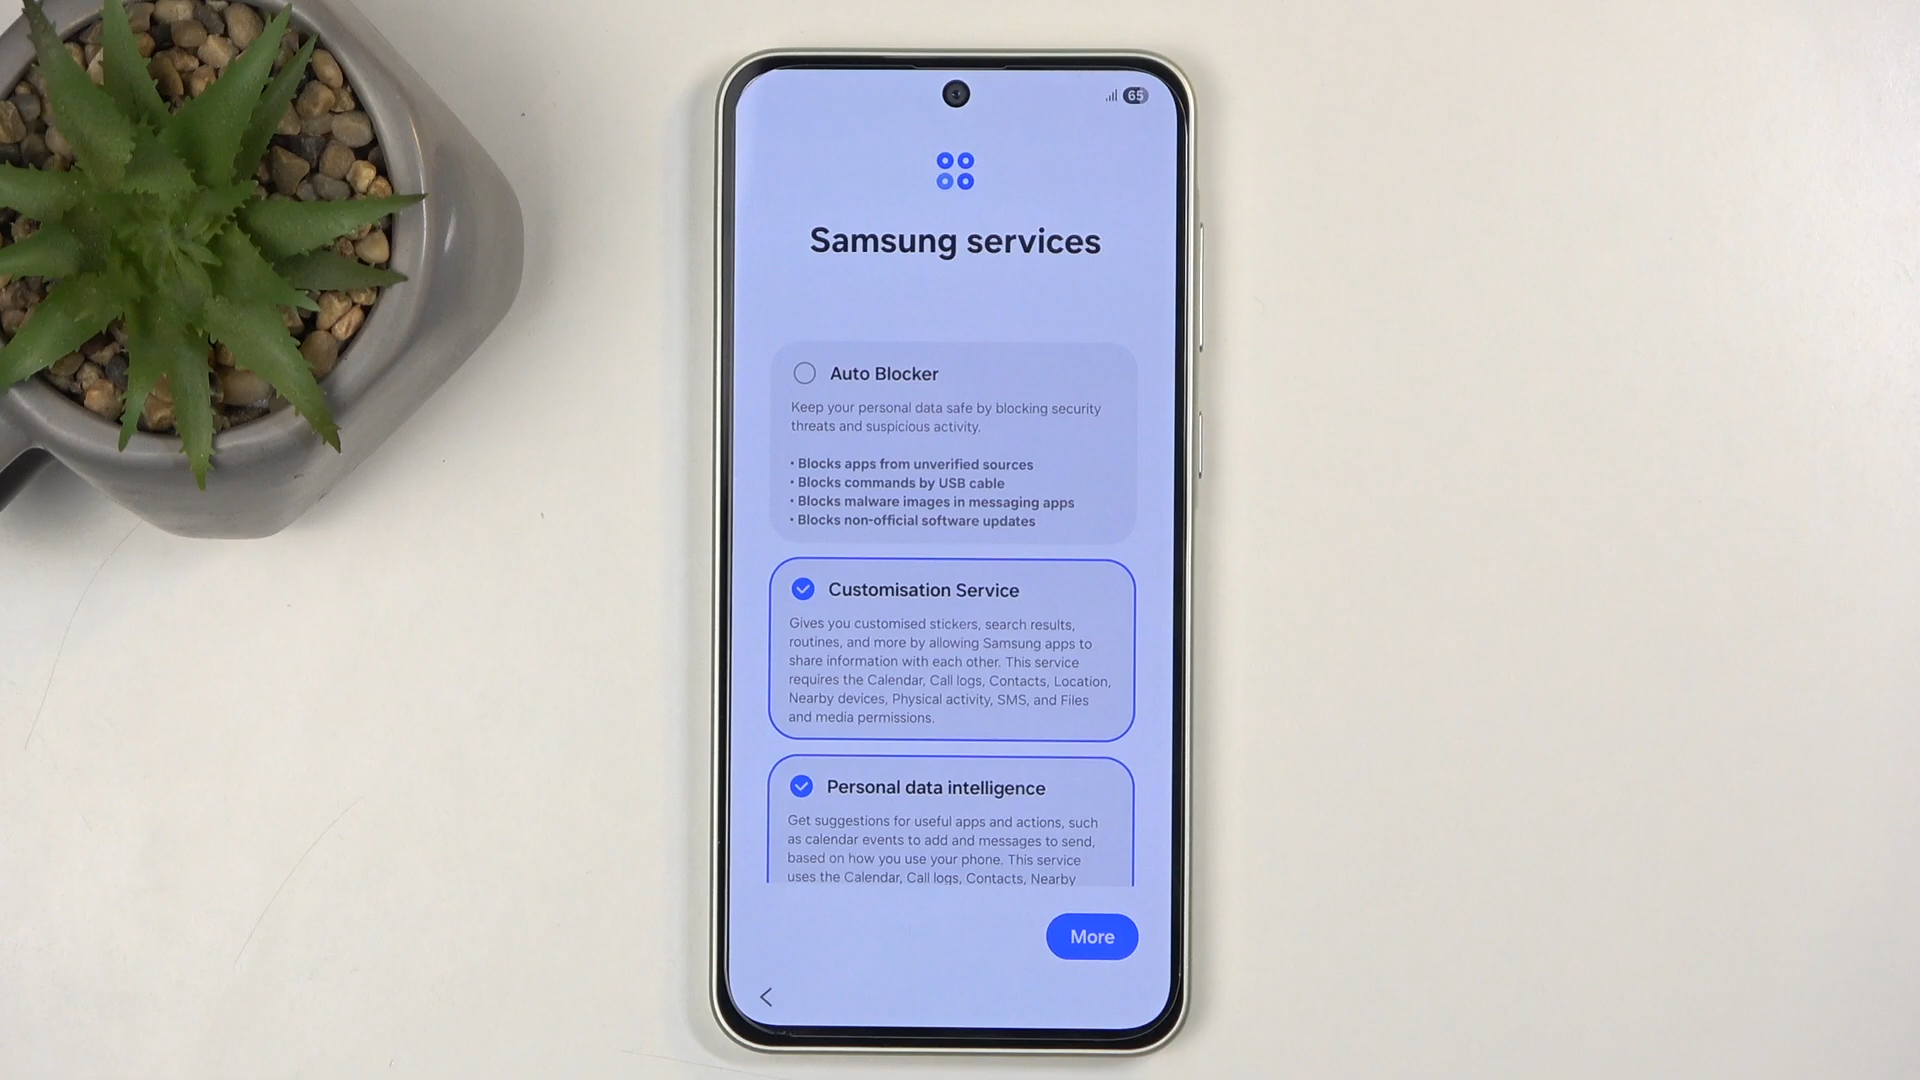 65
Samsung services
Auto Blocker
Keep your personal data safe by blocking security
threats and suspicious activity.
• Blocks apps from unverified sources
• Blocks commands by USB cable
• Blocks malware images in messaging apps
• Blocks non-official software updates
Customisation Service
Gives you customised stickers, search results,
routines, and more by allowing Samsung apps to
share information with each other. This service
requires the Calendar, Call logs, Contacts, Location,
Nearby devices, Physical activity, SMS, and Files
and media permissions.
Personal data intelligence
Get suggestions for useful apps and actions, such
as calendar events to add and messages to send,
based on how you use your phone. This service
uses the Calendar, Call logs, Contacts, Nearby
More